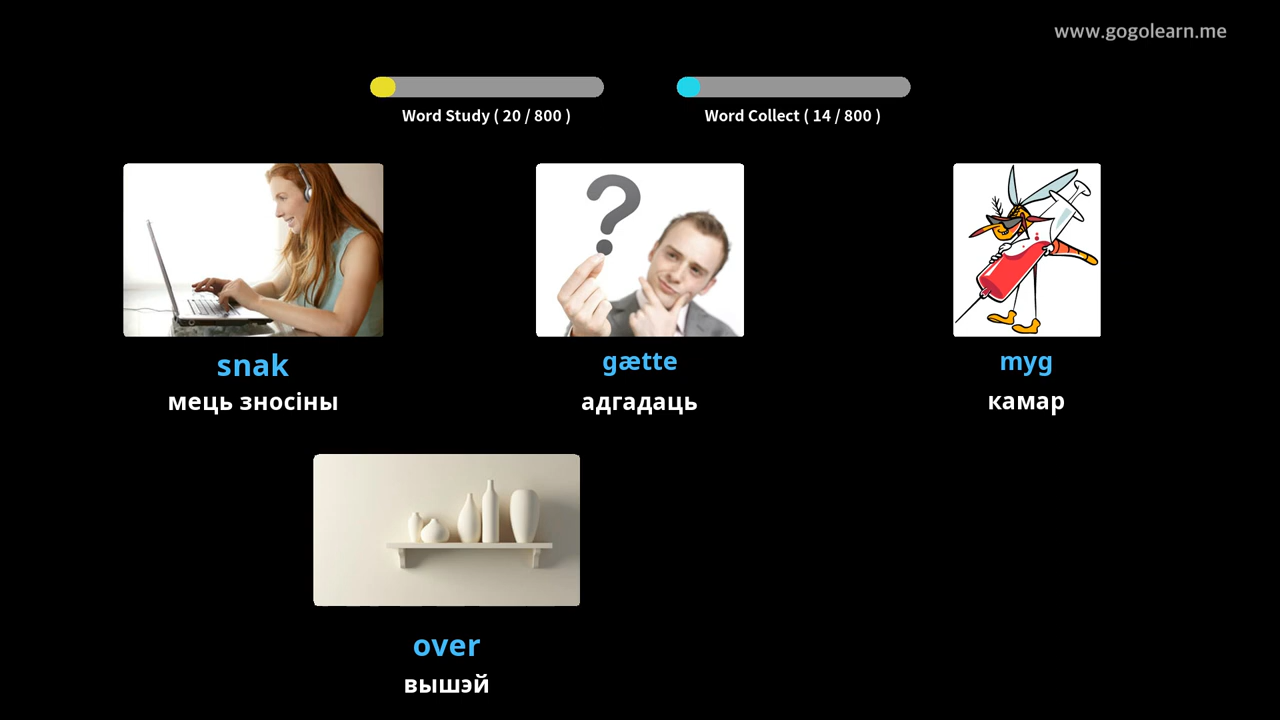 www.gogolearn.me
Word Study ( 20 / 800 )
Word Collect ( 14 / 800 )
snak
мець зносіны
gætte
адгадаць
myg
камар
over
вышэй